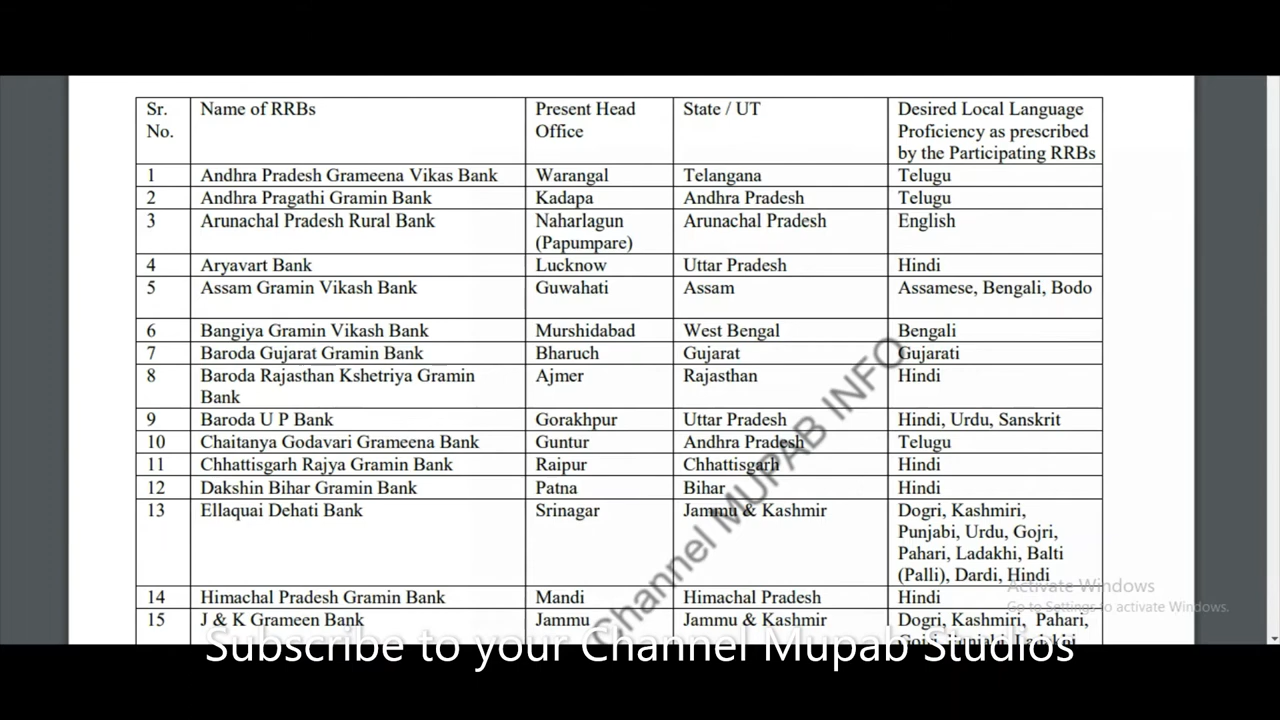 Sr. No. Name of RRBs Present Head Office State / UT Desired Local Language Proficiency as prescribed by the Participating RRBs
1 Andhra Pradesh Grameena Vikas Bank Warangal Telangana Telugu
2 Andhra Pragathi Gramin Bank Kadapa Andhra Pradesh Telugu
3 Arunachal Pradesh Rural Bank Naharlagun (Papumpare) Arunachal Pradesh English
4 Aryavart Bank Lucknow Uttar Pradesh Hindi
5 Assam Gramin Vikash Bank Guwahati Assam Assamese, Bengali, Bodo
6 Bangiya Gramin Vikash Bank Murshidabad West Bengal Bengali
7 Baroda Gujarat Gramin Bank Bharuch Gujarat Gujarati
8 Baroda Rajasthan Kshetriya Gramin Bank Ajmer Rajasthan Hindi
9 Baroda U P Bank Gorakhpur Uttar Pradesh Hindi, Urdu, Sanskrit
10 Chaitanya Godavari Grameena Bank Guntur Andhra Pradesh Telugu
11 Chhattisgarh Rajya Gramin Bank Raipur Chhattisgarh Hindi
12 Dakshin Bihar Gramin Bank Patna Bihar Hindi
13 Ellaquai Dehati Bank Srinagar Jammu & Kashmir Dogri, Kashmiri, Punjabi, Urdu, Gojri, Pahari, Ladakhi, Balti (Palli), Dardi, Hindi
14 Himachal Pradesh Gramin Bank Mandi Himachal Pradesh Hindi
15 J & K Grameen Bank Jammu Jammu & Kashmir Dogri, Kashmiri, Pahari,
Channel MUPAB INFO
Activate Windows
Go to Settings to activate Windows.
Subscribe to your Channel Mupab Studios